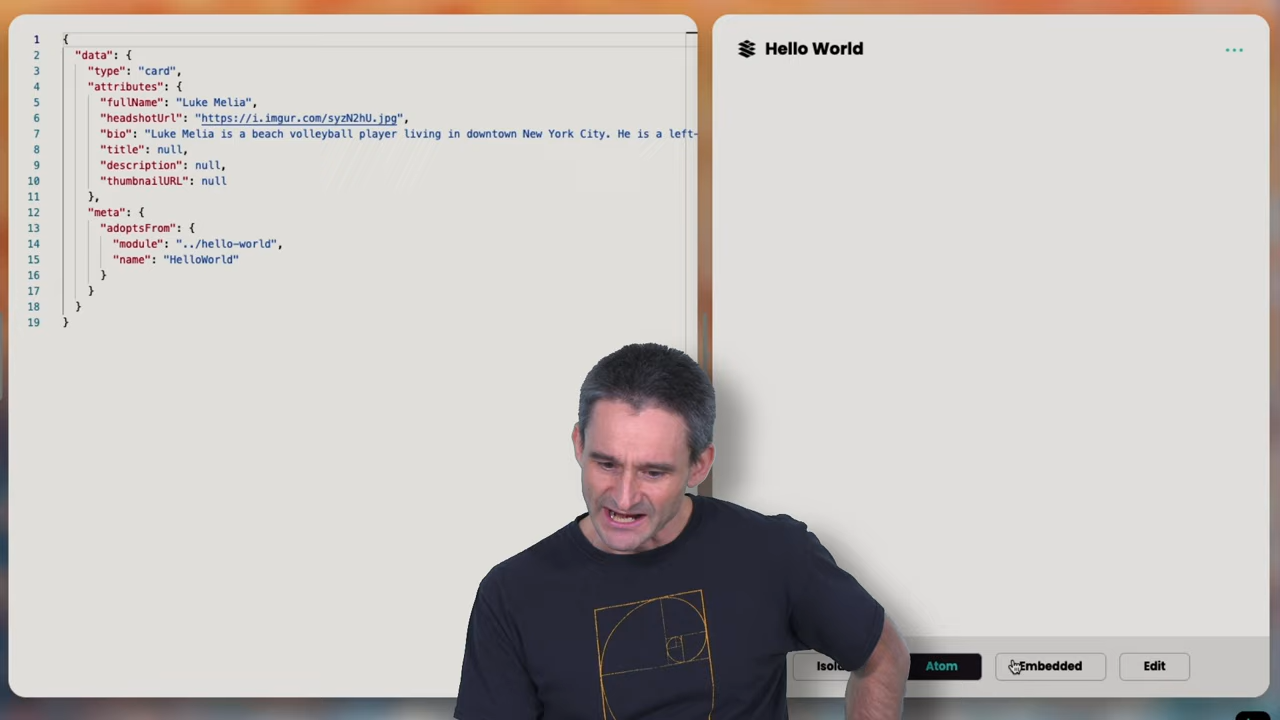 1 {
2 "data": {
3 "type": "card",
4 "attributes": {
5 "fullName": "Luke Melia",
6 "headshotUrl": "https://i.imgur.com/syzN2hU.jpg",
7 "bio": "Luke Melia is a beach volleyball player living in downtown New York City. He is a left-
8 "title": null,
9 "description": null,
10 "thumbnailURL": null
11 },
12 "meta": {
13 "adoptsFrom": {
14 "module": "../hello-world",
15 "name": "HelloWorld"
16 }
17 }
18 }
19 }
Hello World
Atom Embedded Edit